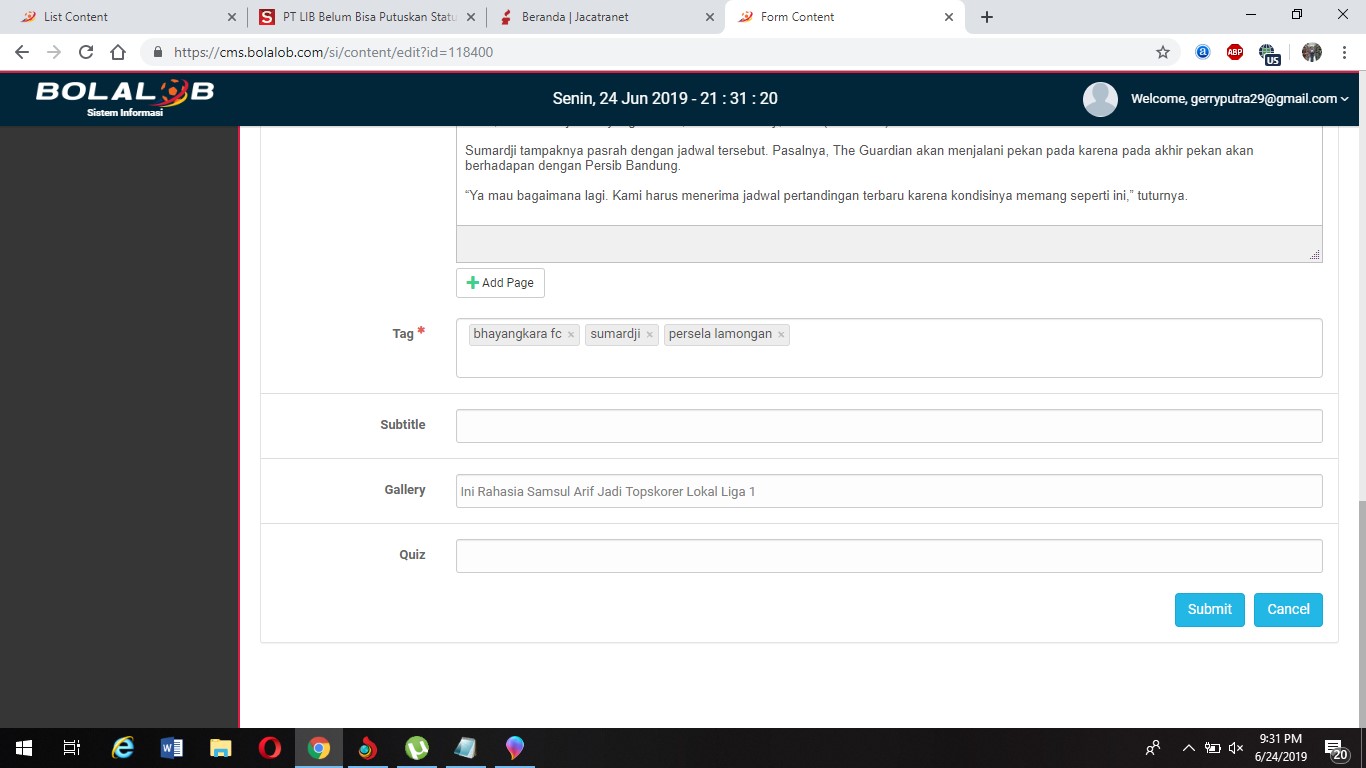 List Content
PT LIB Belum Bisa Putuskan Statu
Beranda | Jacatranet
Form Content
https://cms.bolalob.com/si/content/edit?id=118400
ABP
US
BOLALOB
Sistem Informasi
Senin, 24 Jun 2019 - 21 : 31 : 20
Welcome, gerryputra29@gmail.com
Sumardji tampaknya pasrah dengan jadwal tersebut. Pasalnya, The Guardian akan menjalani pekan pada karena pada akhir pekan akan
berhadapan dengan Persib Bandung.
“Ya mau bagaimana lagi. Kami harus menerima jadwal pertandingan terbaru karena kondisinya memang seperti ini,” tuturnya.
Add Page
Tag *
bhayangkara fc × sumardji × persela lamongan ×
Subtitle
Gallery
Ini Rahasia Samsul Arif Jadi Topskorer Lokal Liga 1
Quiz
Submit
Cancel
9:31 PM
6/24/2019
20